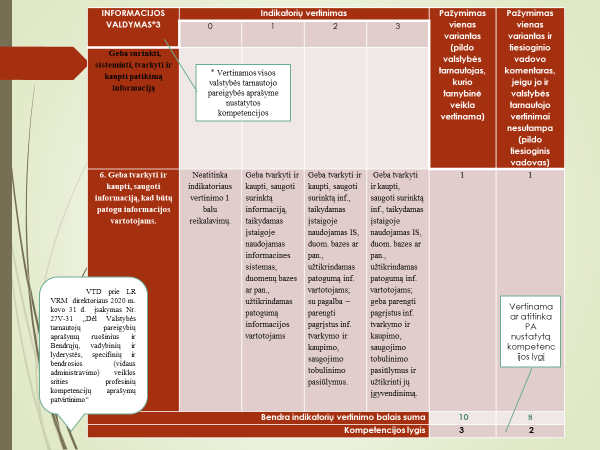 INFORMACIJOS
VALDYMAS*3
Indikatorių vertinimas
0
1
2
3
Pažymimas
vienas
variantas
(pildo
valstybės
tarnautojas,
kurio
tarnybinė
veikla
vertinama)
Pažymimas
vienas
variantas ir
tiesioginio
vadovo
komentaras,
jeigu jo ir
valstybės
tarnautojo
vertinimai
nesutampa
(pildo
tiesioginis
vadovas)
Geba surinkti,
sisteminti, tvarkyti ir
kaupti patikimą
informaciją
* Vertinamos visos
valstybės tarnautojo
pareigybės aprašyme
nustatytos
kompetencijos
6. Geba tvarkyti ir
kaupti, saugoti
informaciją, kad būtų
patogu informacijos
vartotojams.
Neatitinka
indikatoriaus
vertinimo 1
balu
reikalavimų.
Geba tvarkyti ir
kaupti, saugoti
surinktą
informaciją,
taikydamas
įstaigoje
naudojamas
informacines
sistemas,
duomenų bazes
ar pan.,
užtikrindamas
patogumą
informacijos
vartotojams
Geba tvarkyti ir
kaupti, saugoti
surinktą inf.,
taikydamas
įstaigoje
naudojamas IS,
duom. bazes ar
pan.,
užtikrindamas
patogumą inf.
vartotojams;
su pagalba –
parengti
pagrįstus inf.
tvarkymo ir
kaupimo,
saugojimo
tobulinimo
pasiūlymus.
Geba tvarkyti
ir kaupti,
saugoti surinktą
inf., taikydamas
įstaigoje
naudojamas IS,
duom. bazes ar
pan.,
užtikrindamas
patogumą inf.
vartotojams;
geba parengti
pagrįstus inf.
tvarkymo ir
kaupimo,
saugojimo
tobulinimo
pasiūlymus ir
užtikrinti jų
įgyvendinimą.
1
1
VTD prie LR
VRM direktoriaus 2020 m.
kovo 31 d. įsakymas Nr.
27V-31 „Dėl Valstybės
tarnautojų pareigybių
aprašymų ruošinius ir
Bendrųjų, vadybinių ir
lyderystės, specifinių ir
bendrosios (vidaus
administravimo) veiklos
srities profesinių
kompetencijų aprašymų
patvirtinimo“
Vertinama
ar atitinka
PA
nustatytą
kompetenc
ijos lygį
Bendra indikatorių vertinimo balais suma
10
8
Kompetencijos lygis
3
2